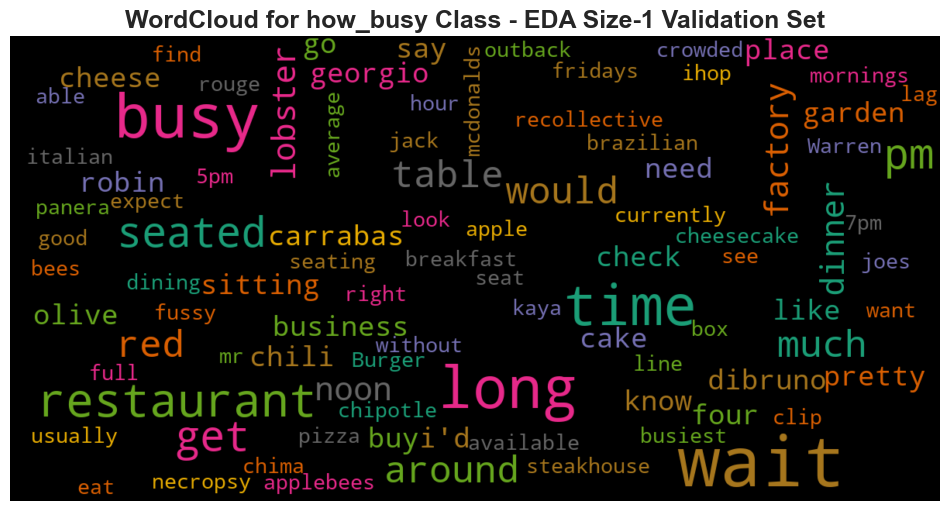 WordCloud for how_busy Class - EDA Size-1 Validation Set
find
go
say
outback
crowded
place
cheese
rouge
lobster
georgio
mcdonalds
fridays
ihop
mornings
able
busy
average
hour
recollective
factory
garden
lag
italian
jack
brazilian
Warren
pm
robin
5pm
table
would
need
panera
expect
look
currently
dinner
7pm
good
seated
carrabas
apple
cheesecake
bees
seating
breakfast
check
see
joes
dining
sitting
right
seat
kaya
time
like
want
olive
fussy
business
cake
box
much
red
mr
chili
without
Burger
line
full
noon
long
dibruno
pretty
restaurant
chipotle
know
four
clip
usually
get
pizza
buy
i'd
available
busiest
wait
chima
around
steakhouse
eat
necropsy
applebees